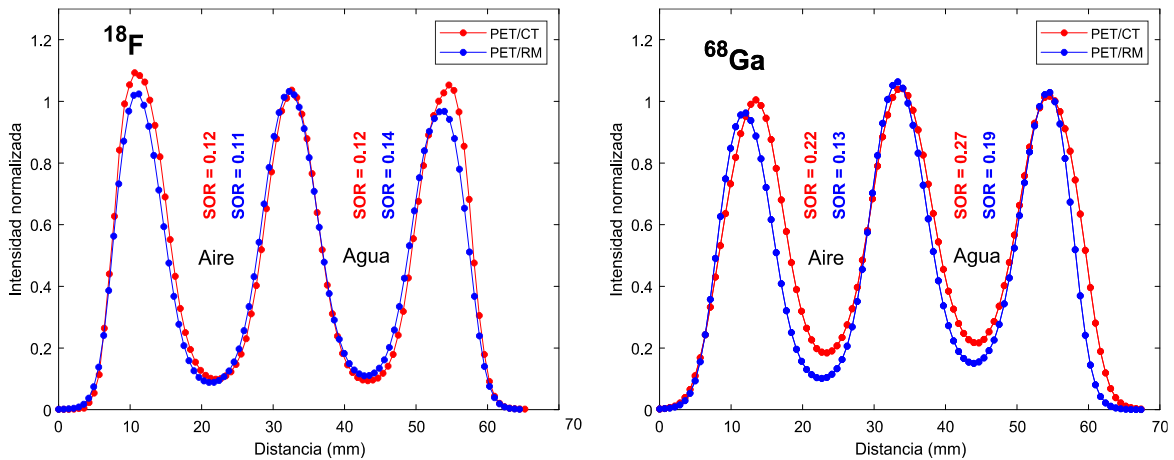 18F
PET/CT
PET/RM
SOR = 0.12
SOR = 0.11
SOR = 0.12
SOR = 0.14
Aire
Agua
Intensidad normalizada
1.2
1
0.8
0.6
0.4
0.2
0
0 10 20 30 40 50 60 70
Distancia (mm)
68Ga
PET/CT
PET/RM
SOR = 0.22
SOR = 0.13
SOR = 0.27
SOR = 0.19
Aire
Agua
Intensidad normalizada
1.2
1
0.8
0.6
0.4
0.2
0
0 10 20 30 40 50 60 70
Distancia (mm)